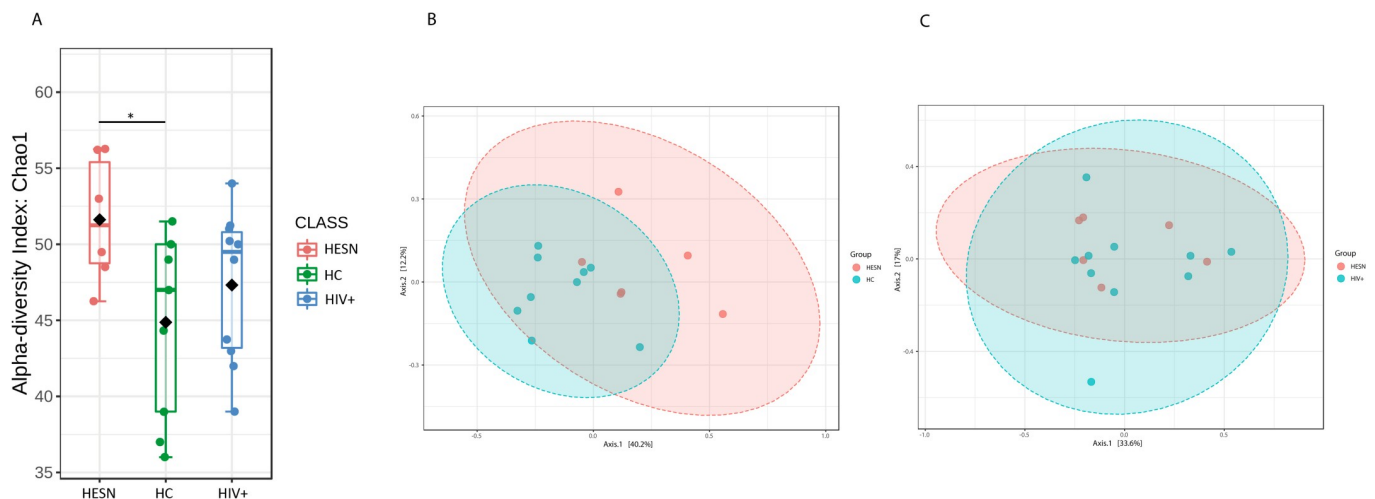 A
Alpha-diversity Index: Chao1
60
55
50
45
40
35
*
HESN
HC
HIV+
CLASS
HESN
HC
HIV+
B
Axis.2 [12.2%]
0.6
0.3
0.0
-0.3
-0.5
0.0
0.5
1.0
Axis.1 [40.2%]
Group
HESN
HC
C
Axis.2 [17%]
0.4
0.0
-0.4
-1.0
-0.5
0.0
0.5
Axis.1 [33.6%]
Group
HESN
HIV+